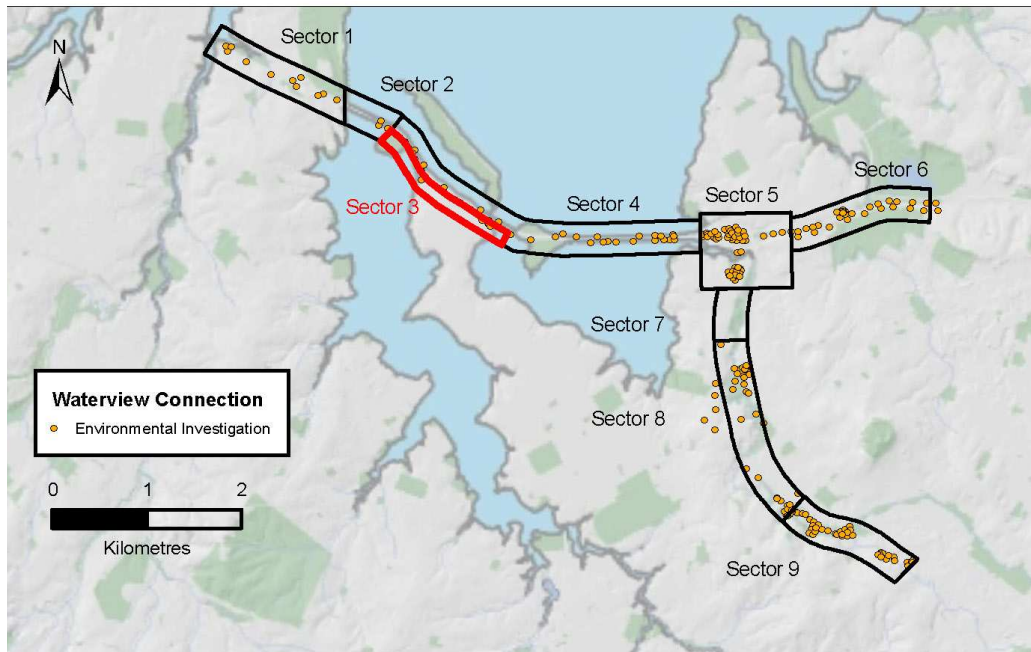 Sector 1
N
Sector 2
Sector 6
Sector 5
Sector 3
Sector 4
Sector 7
Waterview Connection
Environmental Investigation
Sector 8
0 1 2
Kilometres
Sector 9